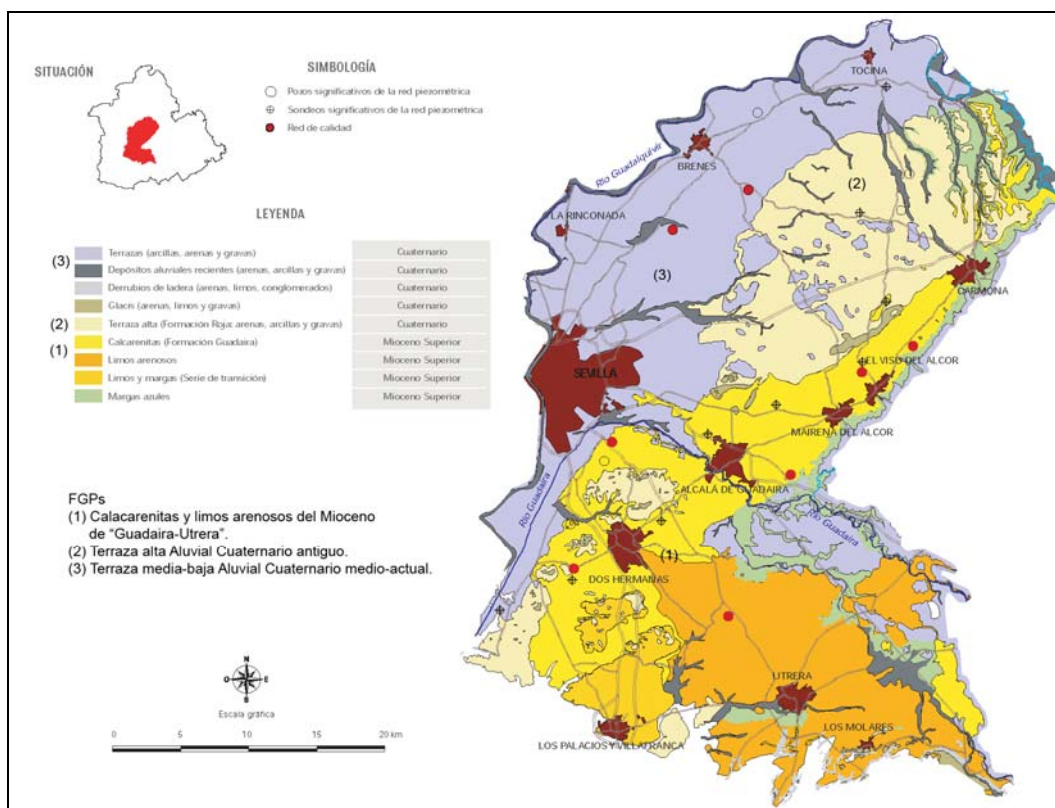 SITUACIÓN
SIMBOLOGÍA
Pozos significativos de la red piezométrica
Sondeos significativos de la red piezométrica
Red de calidad
LEYENDA
(3) Terrazas (arcillas, arenas y gravas) Cuaternario
Depósitos aluviales recientes (arenas, arcillas y gravas) Cuaternario
Derrubios de ladera (arenas, limos, conglomerados) Cuaternario
Glacis (arenas, limos y gravas) Cuaternario
(2) Terraza alta (Formación Roja: arenas, arcillas y gravas) Cuaternario
(1) Calcarenitas (Formación Guadaira) Mioceno Superior
Limos arenosos Mioceno Superior
Limos y margas (Serie de transición) Mioceno Superior
Margas azules Mioceno Superior
FGPs
(1) Calacarenitas y limos arenosos del Mioceno
de “Guadaira-Utrera”.
(2) Terraza alta Aluvial Cuaternario antiguo.
(3) Terraza media-baja Aluvial Cuaternario medio-actual.
N
O E
S
Escala gráfica
0 5 10 15 20 km
TOCINA
Río Guadalquivir
BRENES
(2)
LA RINCONADA
(3)
CARMONA
EL VISO DEL ALCOR
SEVILLA
MAIRENA DEL ALCOR
ALCALÁ DE GUADAIRA
Río Guadaira
Río Guadaira
(1)
DOS HERMANAS
UTRERA
LOS MOLARES
LOS PALACIOS Y VILLAFRANCA